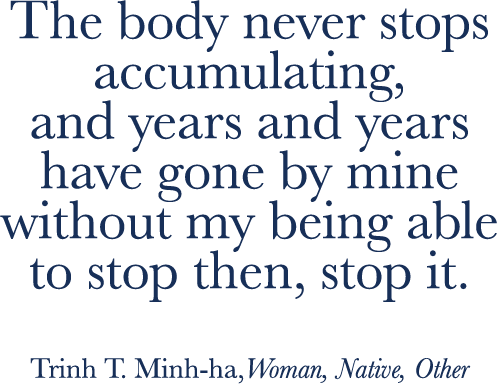 The body never stops
accumulating,
and years and years
have gone by mine
without my being able
to stop then, stop it.
Trinh T. Minh-ha,Woman, Native, Other